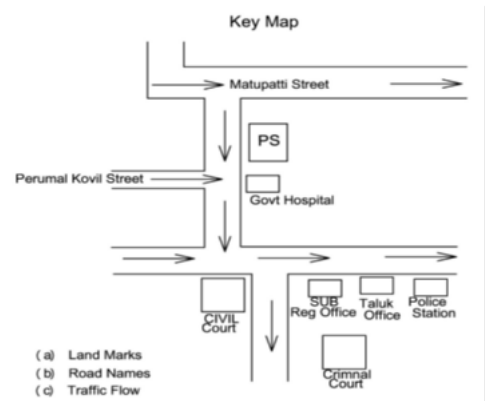 Key Map
Matupatti Street
PS
Perumal Kovil Street
Govt Hospital
CIVIL
Court
SUB
Reg Office
Taluk
Office
Police
Station
Crimnal
Court
(a) Land Marks
(b) Road Names
(c) Traffic Flow